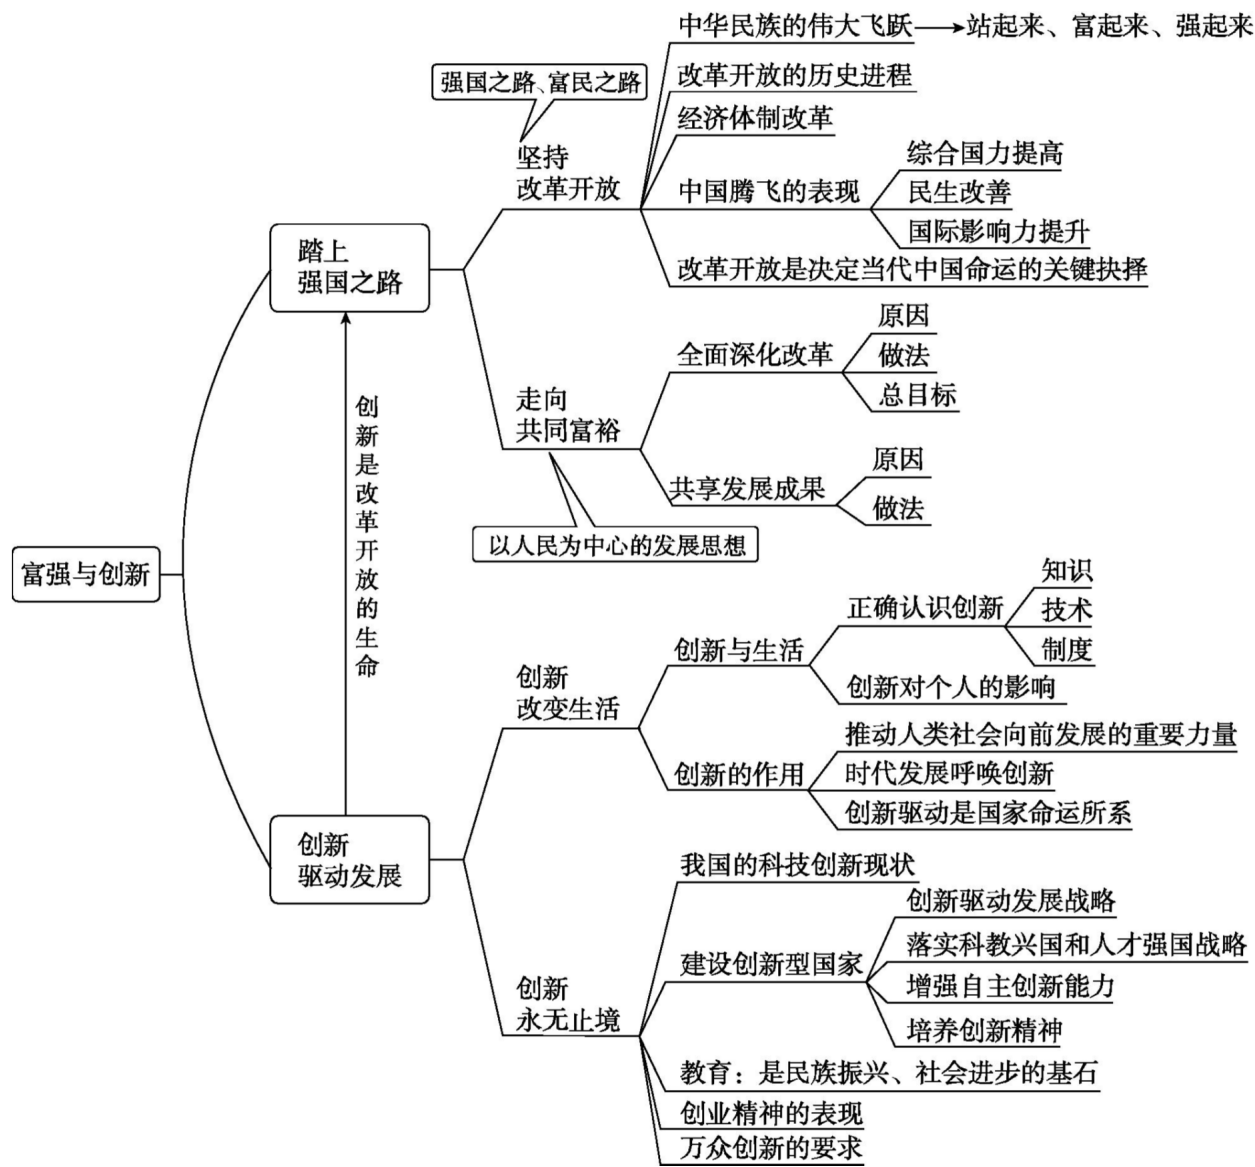 富强与创新
踏上
强国之路
强国之路、富民之路
坚持
改革开放
中华民族的伟大飞跃
站起来、富起来、强起来
改革开放的历史进程
经济体制改革
中国腾飞的表现
综合国力提高
民生改善
国际影响力提升
改革开放是决定当代中国命运的关键抉择
走向
共同富裕
以人民为中心的发展思想
全面深化改革
原因
做法
总目标
共享发展成果
原因
做法
创新是改革开放的生命
创新
驱动发展
创新
改变生活
创新与生活
正确认识创新
知识
技术
制度
创新对个人的影响
创新的作用
推动人类社会向前发展的重要力量
时代发展呼唤创新
创新驱动是国家命运所系
创新
永无止境
我国的科技创新现状
建设创新型国家
创新驱动发展战略
落实科教兴国和人才强国战略
增强自主创新能力
培养创新精神
教育：是民族振兴、社会进步的基石
创业精神的表现
万众创新的要求